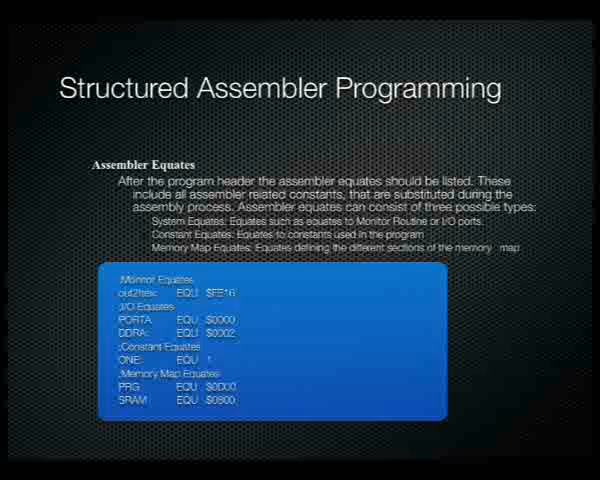 Structured Assembler Programming
Assembler Equates
After the program header the assembler equates should be listed. These
include all assembler related constants, that are substituted during the
assembly process. Assembler equates can consist of three possible types:
System Equates: Equates such as equates to Monitor Routine or I/O ports.
Constant Equates: Equates to constants used in the program
Memory Map Equates: Equates defining the different sections of the memory map
;Monitor Equates
out2hex: EQU
;I/O Equates
PORTA: EQU $0000
DDRA: EQU $0002
;Constant Equates
ONE: EQU 1
;Memory Map Equates
PRG EQU $0D00
SRAM EQU $0800